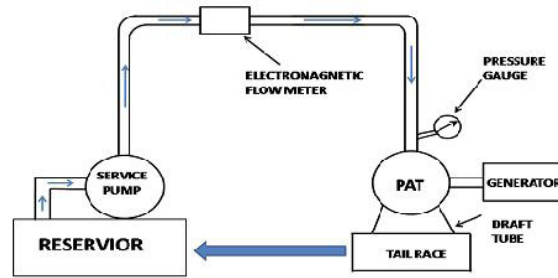 ELECTRONAGNETIC
FLOW METER
PRESSURE
GAUGE
SERVICE
PUMP
PAT
GENERATOR
DRAFT
TUBE
RESERVIOR
TAIL RACE